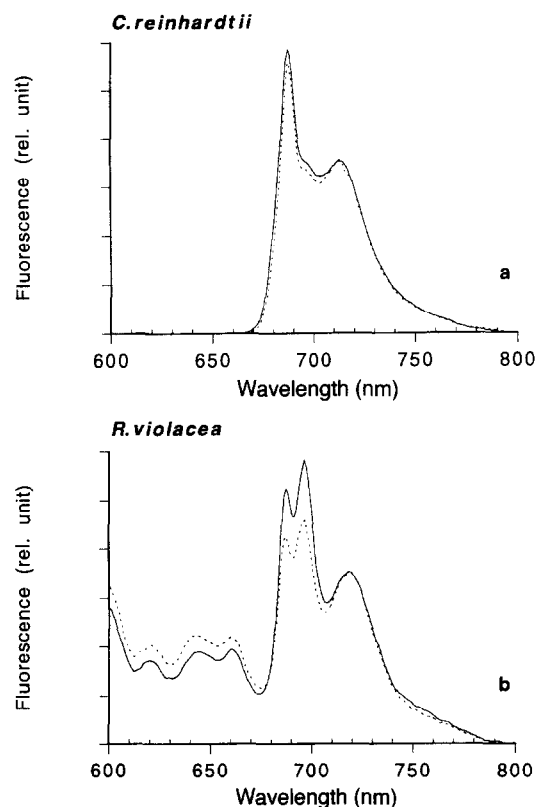 C.reinhardtii
Fluorescence (rel. unit)
a
600 650 700 750 800
Wavelength (nm)
R.violacea
Fluorescence (rel. unit)
b
600 650 700 750 800
Wavelength (nm)